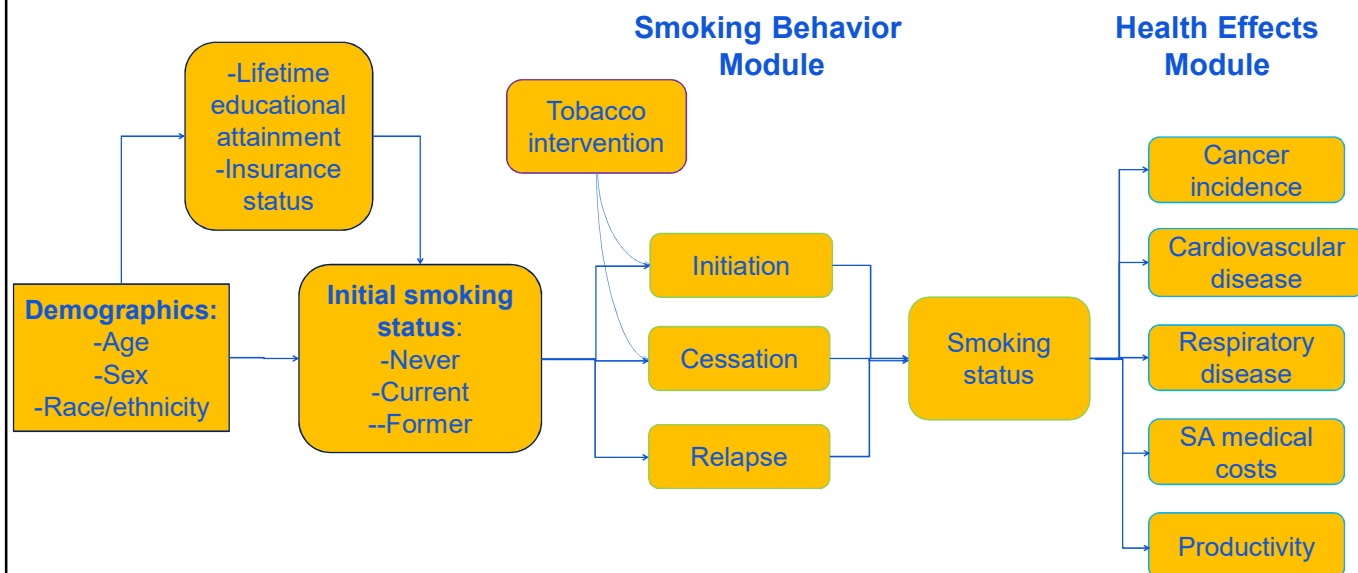 Smoking Behavior
Module
Health Effects
Module
-Lifetime
educational
attainment
-Insurance
status
Tobacco
intervention
Demographics:
-Age
-Sex
-Race/ethnicity
Initial smoking
status:
-Never
-Current
--Former
Initiation
Cessation
Relapse
Smoking
status
Cancer
incidence
Cardiovascular
disease
Respiratory
disease
SA medical
costs
Productivity